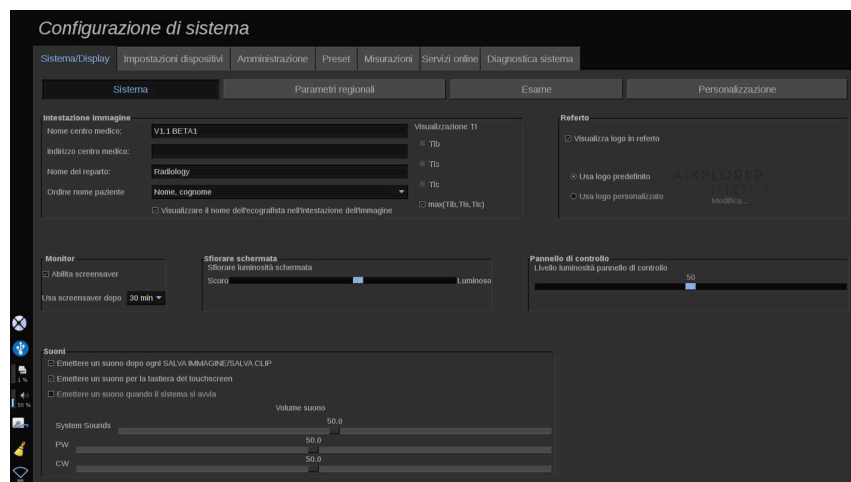 Configurazione di sistema
Sistema/Display
Impostazioni dispositivi
Amministrazione
Preset
Misurazioni
Servizi online
Diagnostica sistema
Sistema
Parametri regionali
Esame
Personalizzazione
Intestazione immagine
Nome centro medico:
V1.1 BETA1
Indirizzo centro medico:
Nome del reparto:
Radiology
Ordine nome paziente
Nome, cognome
Visualizzare il nome dell'ecografista nell'intestazione dell'immagine
Visualizzazione TI
TIb
TIs
TIc
max(TIb,TIs,TIc)
Referto
Visualizza logo in referto
Usa logo predefinito
Usa logo personalizzato
AIXPLORER
mach
Modifica...
Monitor
Abilita screensaver
Usa screensaver dopo
30 min
Sfiorare schermata
Sfiorare luminosità schermata
Scuro
Luminoso
Pannello di controllo
Livello luminosità pannello di controllo
50
Suoni
Emettere un suono dopo ogni SALVA IMMAGINE/SALVA CLIP
Emettere un suono per la tastiera del touchscreen
Emettere un suono quando il sistema si avvia
Volume suono
System Sounds
50.0
PW
50.0
CW
50.0
1 %
50 %